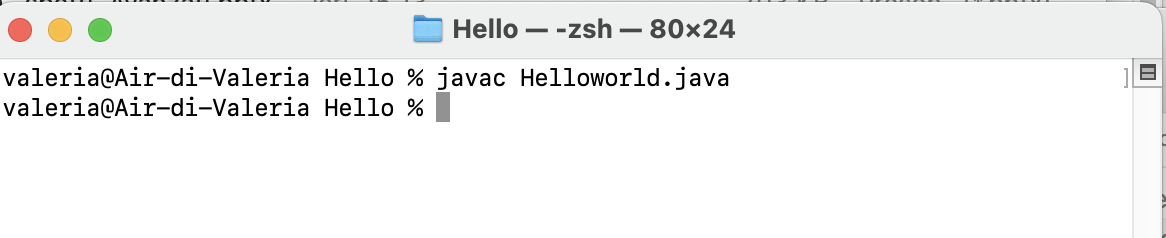 Hello — -zsh — 80×24
valeria@Air-di-Valeria Hello % javac Helloworld.java
valeria@Air-di-Valeria Hello %